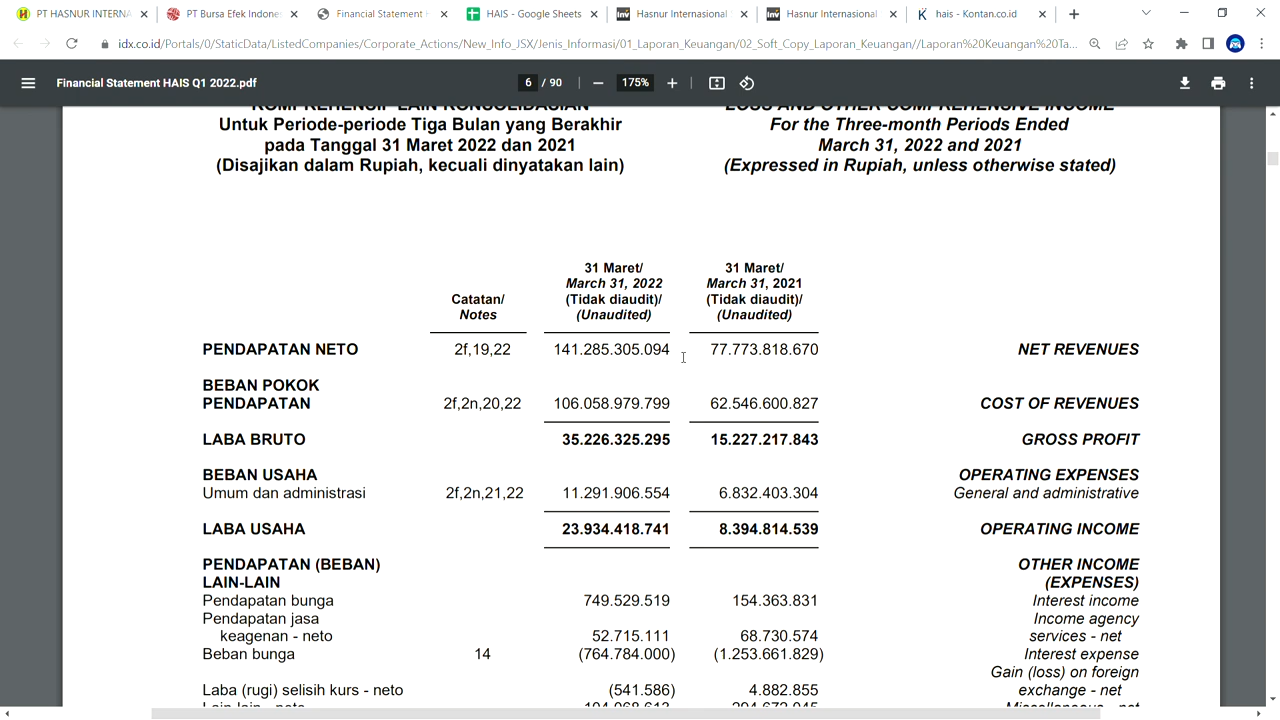 PT HASNUR INTERNA
PT Bursa Efek Indones
Financial Statement H
HAIS - Google Sheets
Hasnur Internasional
Hasnur Internasional
hais - Kontan.co.id
idx.co.id/Portals/0/StaticData/ListedCompanies/Corporate_Actions/New_Info_JSX/Jenis_Informasi/01_Laporan_Keuangan/02_Soft_Copy_Laporan_Keuangan//Laporan%20Keuangan%20Ta...
Financial Statement HAIS Q1 2022.pdf
6 / 90
175%
KOMPREHENSIF LAIN KONSOLIDASIAN
LOSS AND OTHER COMPREHENSIVE INCOME
Untuk Periode-periode Tiga Bulan yang Berakhir
For the Three-month Periods Ended
pada Tanggal 31 Maret 2022 dan 2021
March 31, 2022 and 2021
(Disajikan dalam Rupiah, kecuali dinyatakan lain)
(Expressed in Rupiah, unless otherwise stated)
31 Maret/ 31 Maret/
March 31, 2022 March 31, 2021
Catatan/ (Tidak diaudit)/ (Tidak diaudit)/
Notes (Unaudited) (Unaudited)
PENDAPATAN NETO 2f,19,22 141.285.305.094 77.773.818.670 NET REVENUES
BEBAN POKOK
PENDAPATAN 2f,2n,20,22 106.058.979.799 62.546.600.827 COST OF REVENUES
LABA BRUTO 35.226.325.295 15.227.217.843 GROSS PROFIT
BEBAN USAHA OPERATING EXPENSES
Umum dan administrasi 2f,2n,21,22 11.291.906.554 6.832.403.304 General and administrative
LABA USAHA 23.934.418.741 8.394.814.539 OPERATING INCOME
PENDAPATAN (BEBAN) OTHER INCOME
LAIN-LAIN (EXPENSES)
Pendapatan bunga 749.529.519 154.363.831 Interest income
Pendapatan jasa Income agency
keagenan - neto 52.715.111 68.730.574 services - net
Beban bunga 14 (764.784.000) (1.253.661.829) Interest expense
Gain (loss) on foreign
Laba (rugi) selisih kurs - neto (541.586) 4.882.855 exchange - net